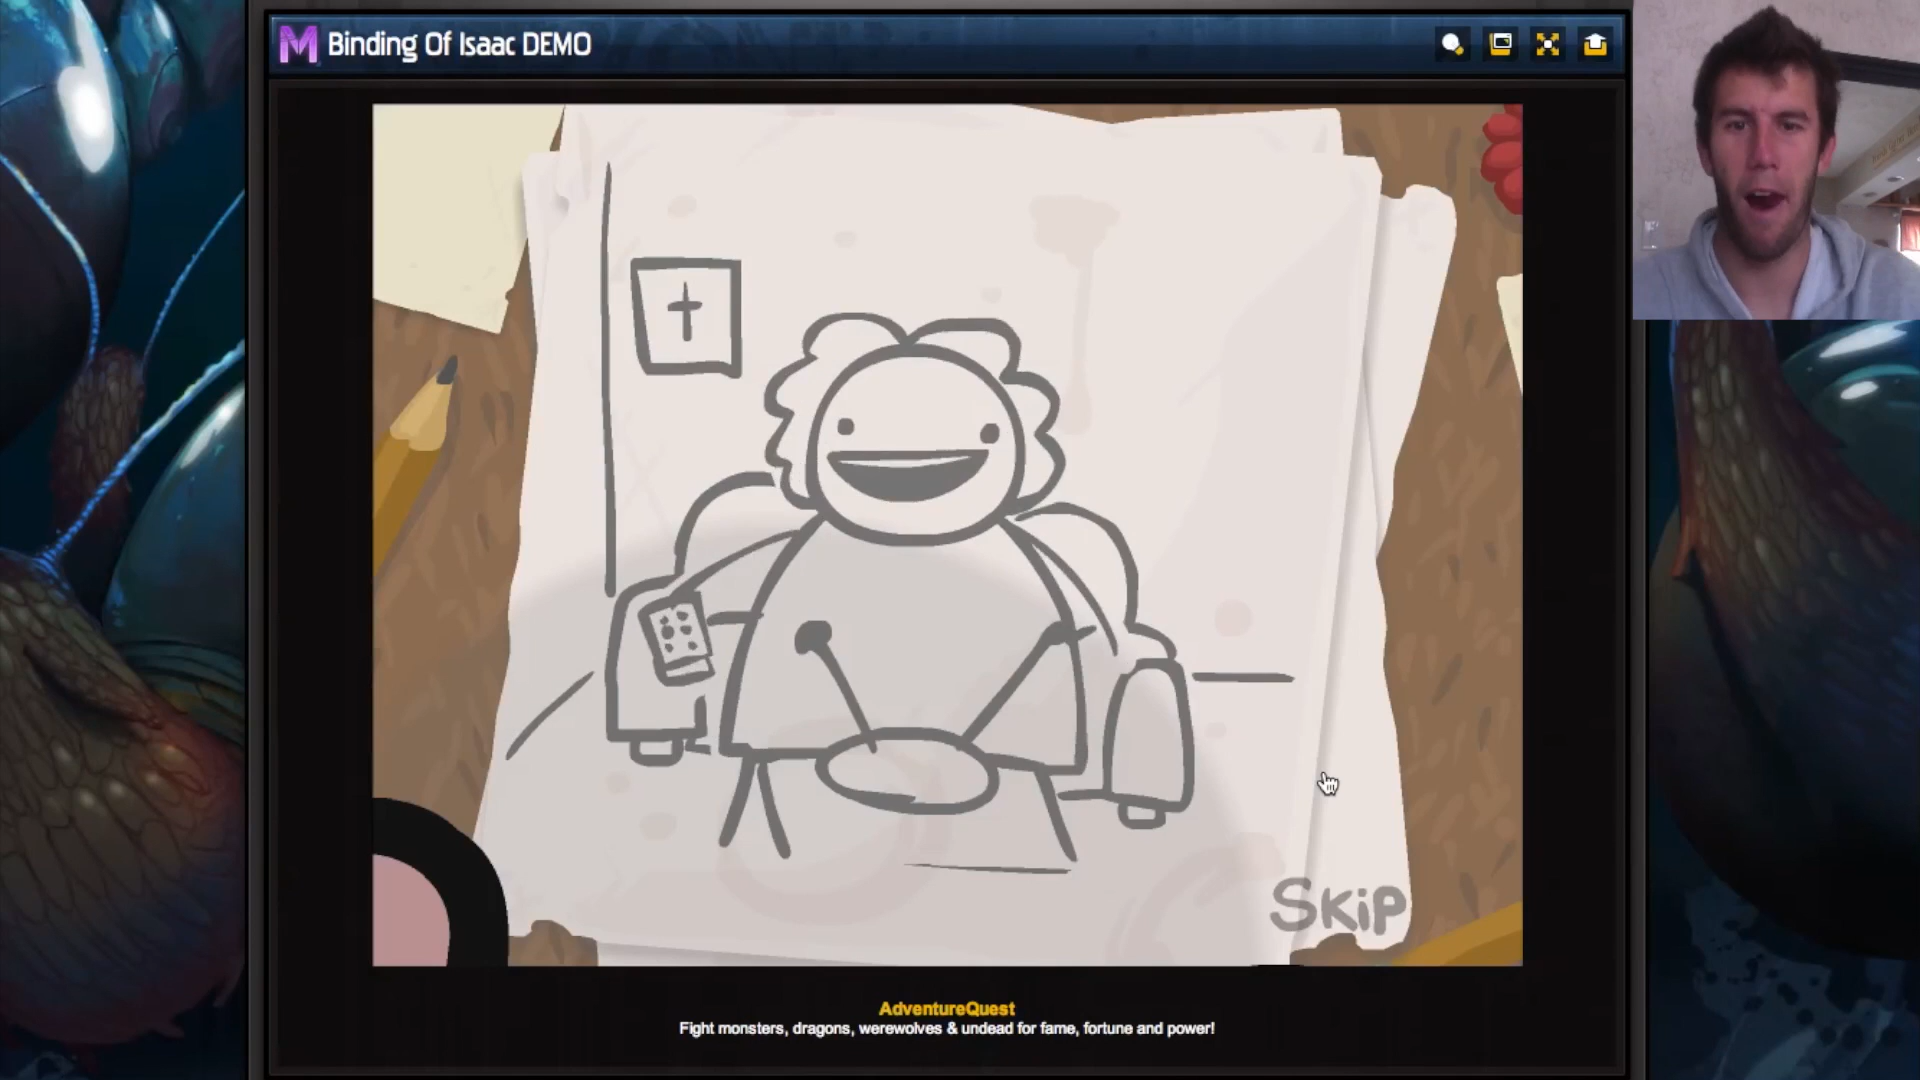 M Binding Of Isaac DEMO
Skip
AdventureQuest
Fight monsters, dragons, werewolves & undead for fame, fortune and power!